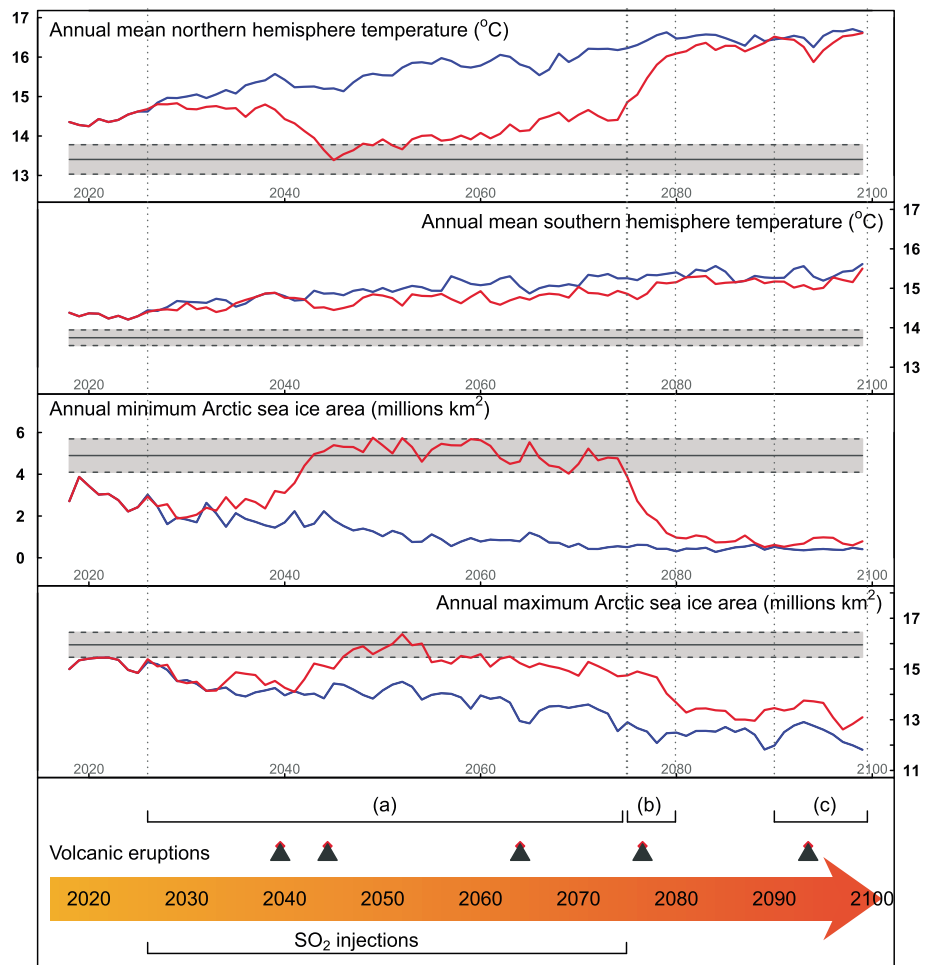 Annual mean northern hemisphere temperature (°C)
17
16
15
14
13
2020 2040 2060 2080 2100
Annual mean southern hemisphere temperature (°C)
17
16
15
14
13
2020 2040 2060 2080 2100
Annual minimum Arctic sea ice area (millions km²)
6
4
2
0
2020 2040 2060 2080 2100
Annual maximum Arctic sea ice area (millions km²)
17
15
13
11
2020 2040 2060 2080 2100
(a) (b) (c)
Volcanic eruptions
2020 2030 2040 2050 2060 2070 2080 2090 2100
SO₂ injections